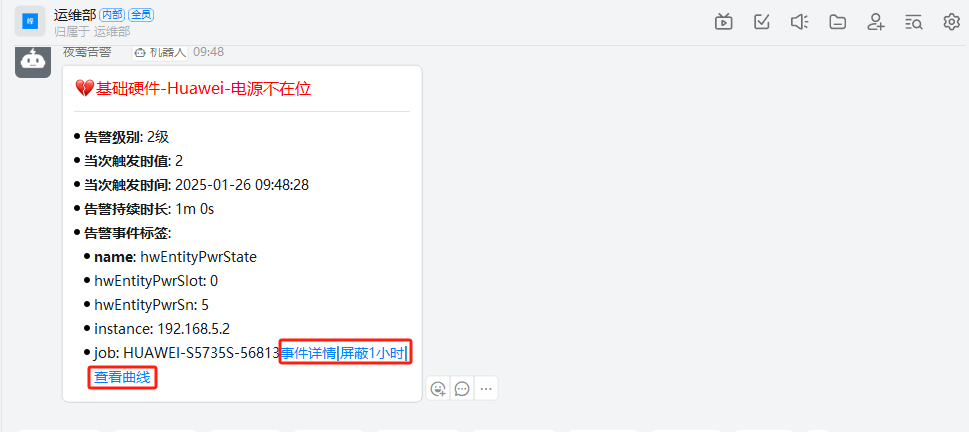 运维部 内部 全员
归属于 运维部
夜莺告警 机器人 09:48
💔基础硬件-Huawei-电源不在位
• 告警级别: 2级
• 当次触发时值: 2
• 当次触发时间: 2025-01-26 09:48:28
• 告警持续时长: 1m 0s
• 告警事件标签:
• name: hwEntityPwrState
• hwEntityPwrSlot: 0
• hwEntityPwrSn: 5
• instance: 192.168.5.2
• job: HUAWEI-S5735S-56813事件详情|屏蔽1小时|
查看曲线